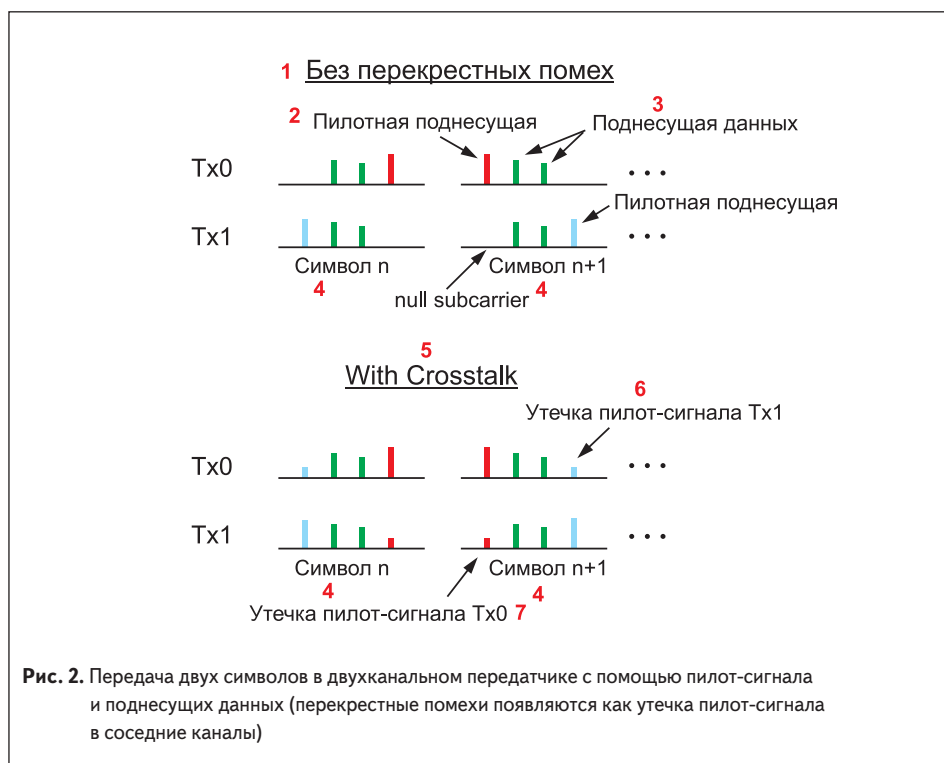 1 Без перекрестных помех
3
2 Пилотная поднесущая Поднесущая данных
Tx0 • • •
Пилотная поднесущая
Tx1 • • •
Символ n Символ n+1
4 4
null subcarrier
5
With Crosstalk
6
Утечка пилот-сигнала Tx1
Tx0 • • •
Tx1 • • •
Символ n Символ n+1
4 4
Утечка пилот-сигнала Tx0 7
Рис. 2. Передача двух символов в двухканальном передатчике с помощью пилот-сигнала
и поднесущих данных (перекрестные помехи появляются как утечка пилот-сигнала
в соседние каналы)